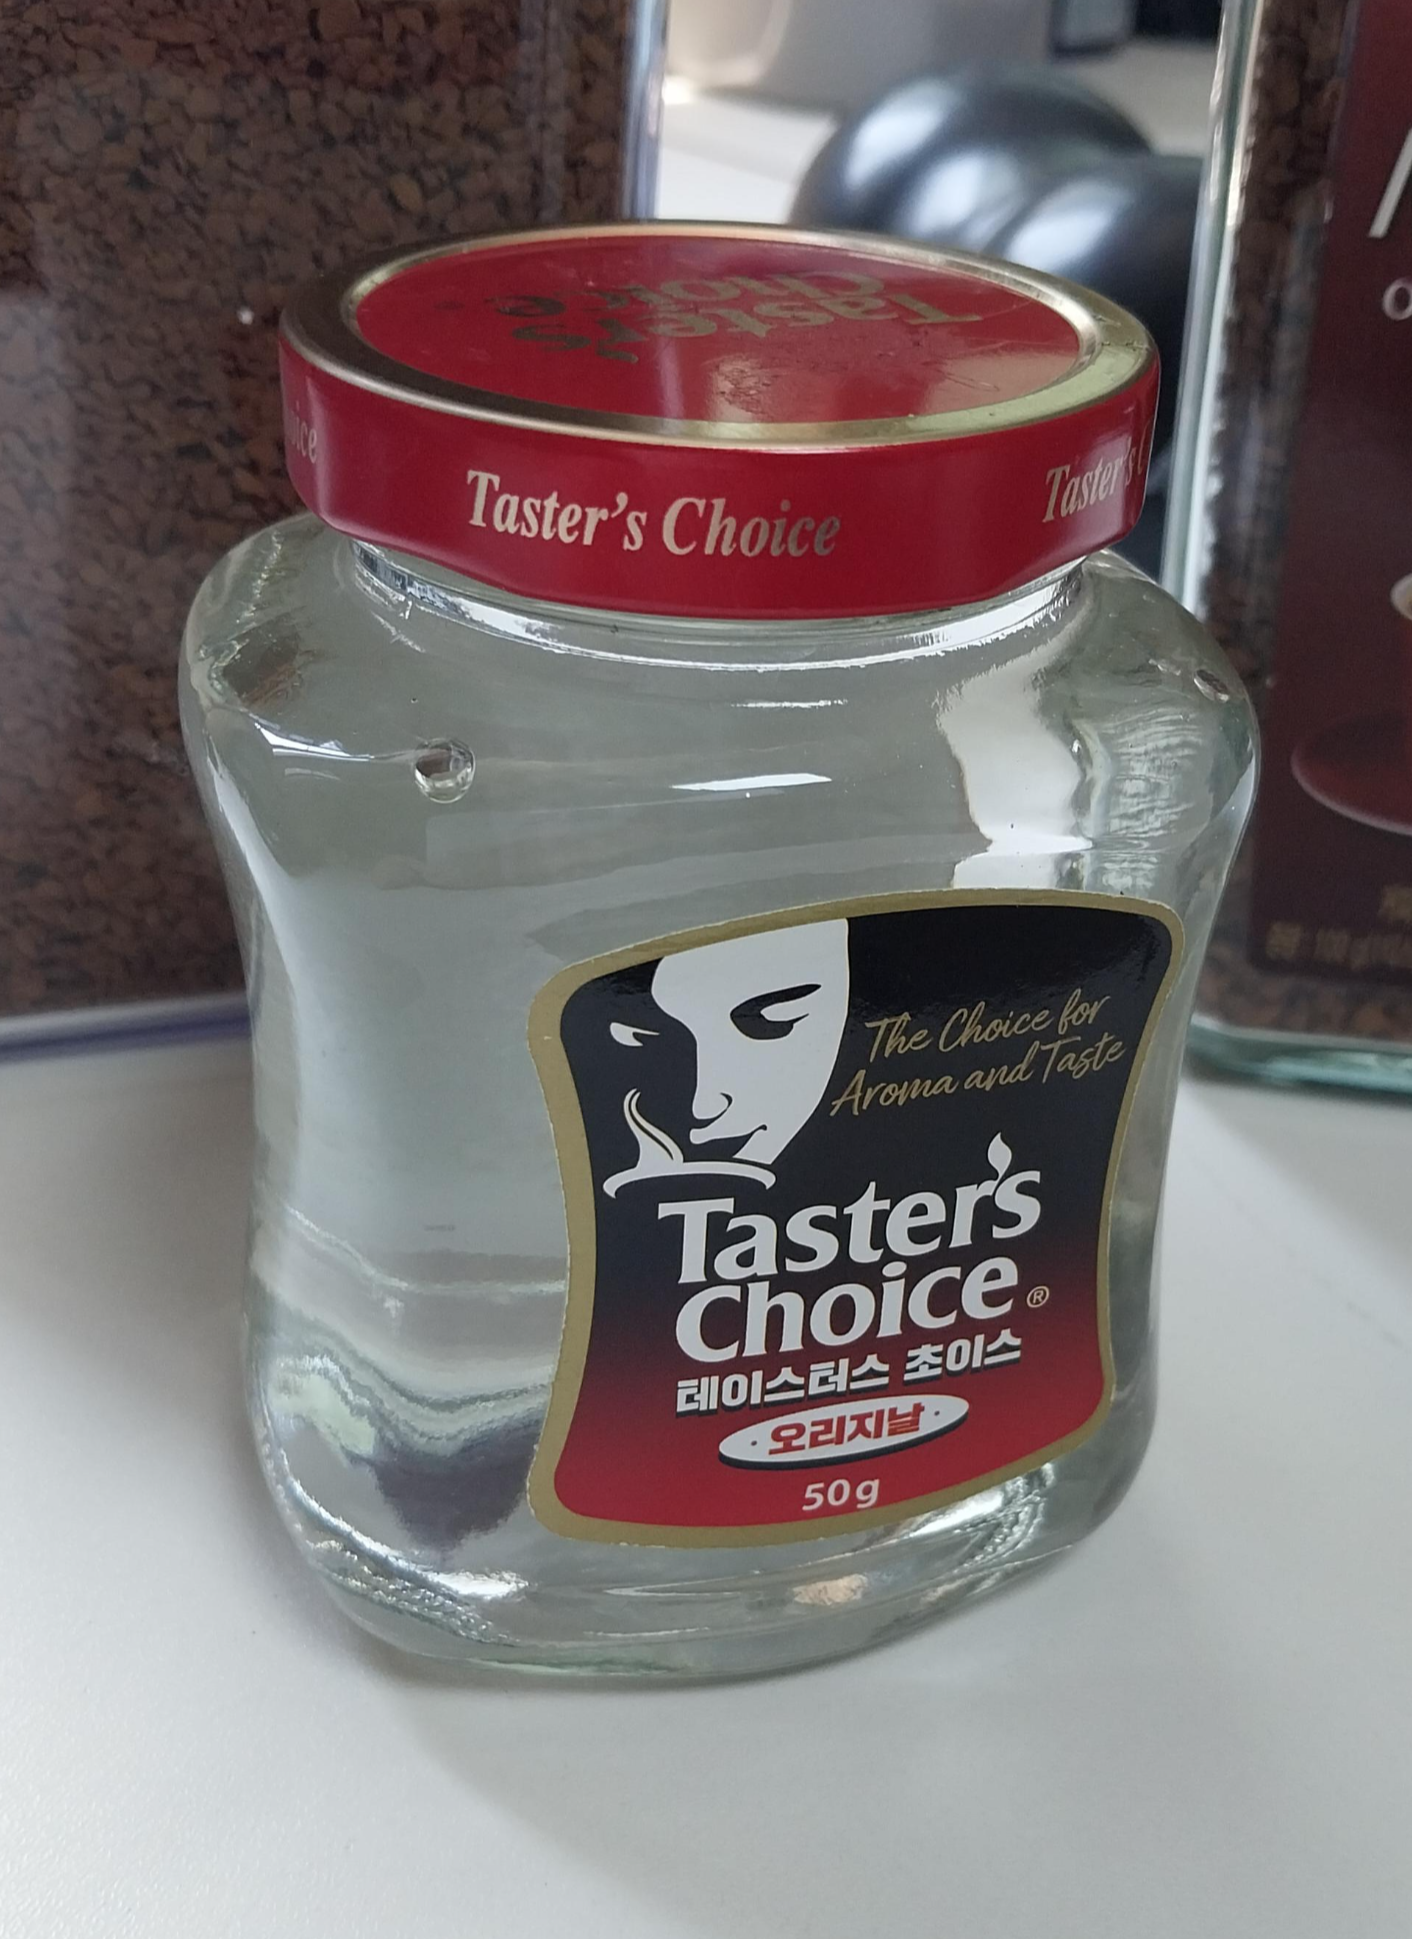 Taster's
Choice
Taster's Choice
Taster's
The Choice for
Aroma and Taste
Taster's
Choice®
테이스터스 초이스
오리지날
50g